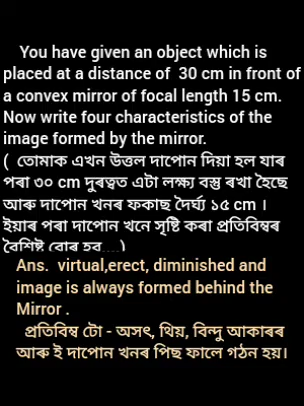 You have given an object which is
placed at a distance of 30 cm in front of
a convex mirror of focal length 15 cm.
Now write four characteristics of the
image formed by the mirror.
( তোমাক এখন উত্তল দাপোন দিয়া হল যাৰ
পৰা ৩০ cm দুৰত্বত এটা লক্ষ্য বস্তু ৰখা হৈছে
আৰু দাপোন খনৰ ফকাছ দৈৰ্ঘ্য ১৫ cm ।
ইয়াৰ পৰা দাপোন খনে সৃষ্টি কৰা প্ৰতিবিম্বৰ
বৈশিষ্ট বোৰ হব....)
Ans. virtual,erect, diminished and
image is always formed behind the
Mirror .
প্ৰতিবিম্ব টো - অসৎ, থিয়, বিন্দু আকাৰৰ
আৰু ই দাপোন খনৰ পিছ ফালে গঠন হয়।